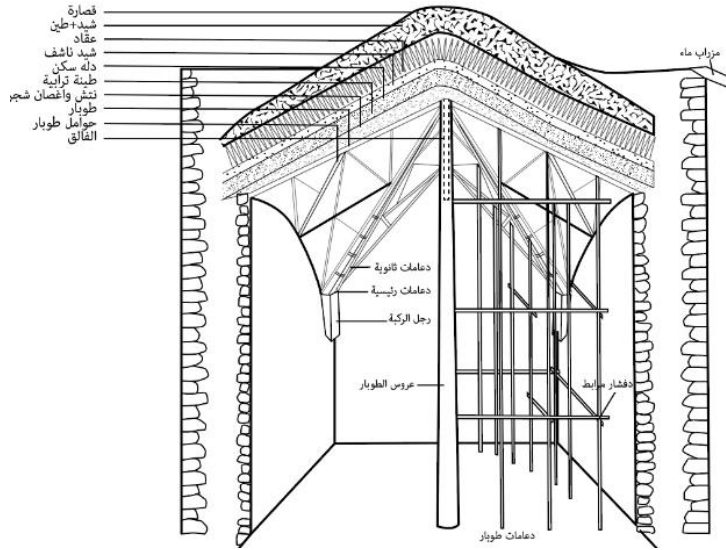 قصارة
شيد+طين
عقاد
شيد ناشف
دله سكن
طينة ترابية
نتش واغصان شجر
طوبار
حوامل طوبار
الفالق
مزراب ماء
دعامات ثانوية
دعامات رئيسية
رجل الركبة
عروس الطوبار
دفشار مرابط
دعامات طوبار